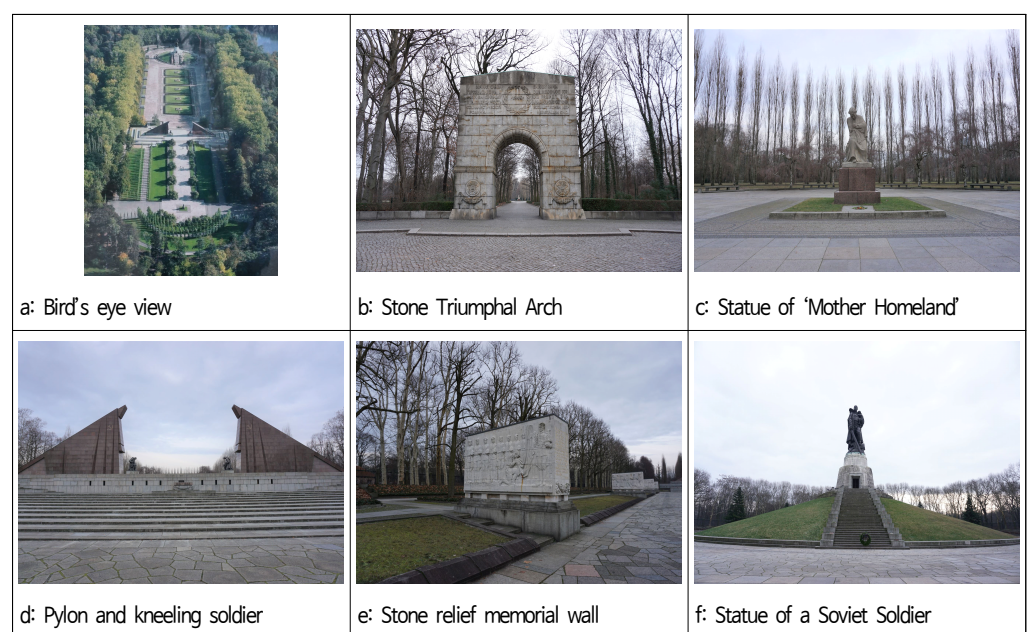 a: Bird's eye view
b: Stone Triumphal Arch
c: Statue of ‘Mother Homeland’
d: Pylon and kneeling soldier
e: Stone relief memorial wall
f: Statue of a Soviet Soldier